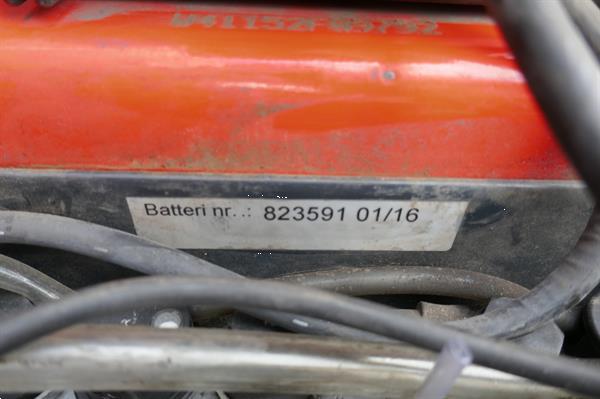 Batteri nr. .: 823591 01/16